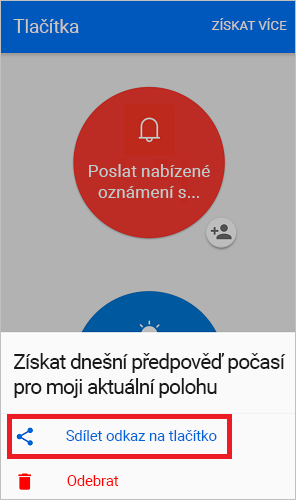 Tlačítka
ZÍSKAT VÍCE
Poslat nabízené
oznámení s...
Získat dnešní předpověď počasí
pro moji aktuální polohu
Sdílet odkaz na tlačítko
Odebrat